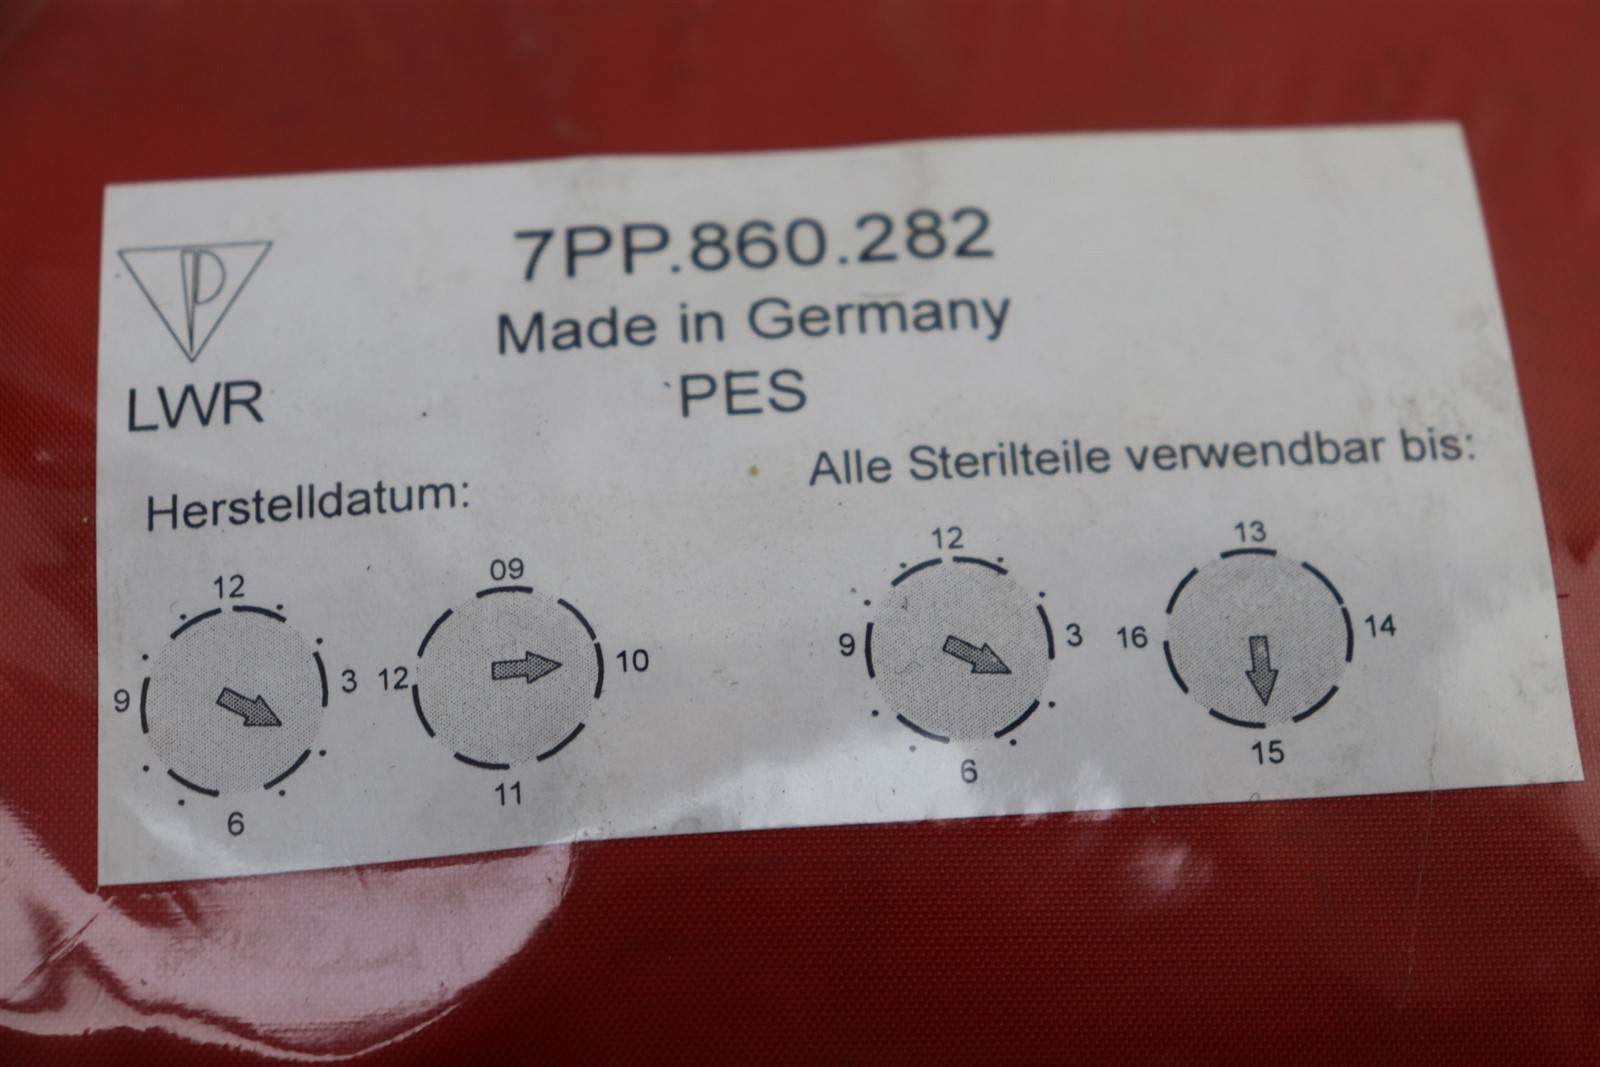 7PP.860.282
Made in Germany
PES
LWR
Herstelldatum:
Alle Sterilteile verwendbar bis:
12
3
6
9
09
10
11
12
12
3
6
9
13
14
15
16